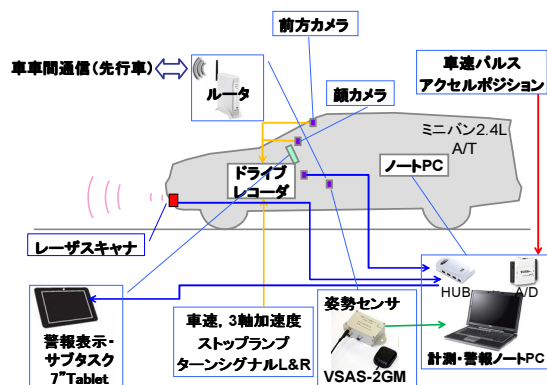 前方カメラ
車車間通信(先行車)
ルータ
顔カメラ
車速パルス
アクセルポジション
ミニバン2.4L
A/T
ドライブ
レコーダ
ノートPC
レーザスキャナ
HUB
A/D
警報表示・
サブタスク
7"Tablet
車速，3軸加速度
ストップランプ
ターンシグナルL&R
姿勢センサ
VSAS-2GM
計測・警報ノートPC